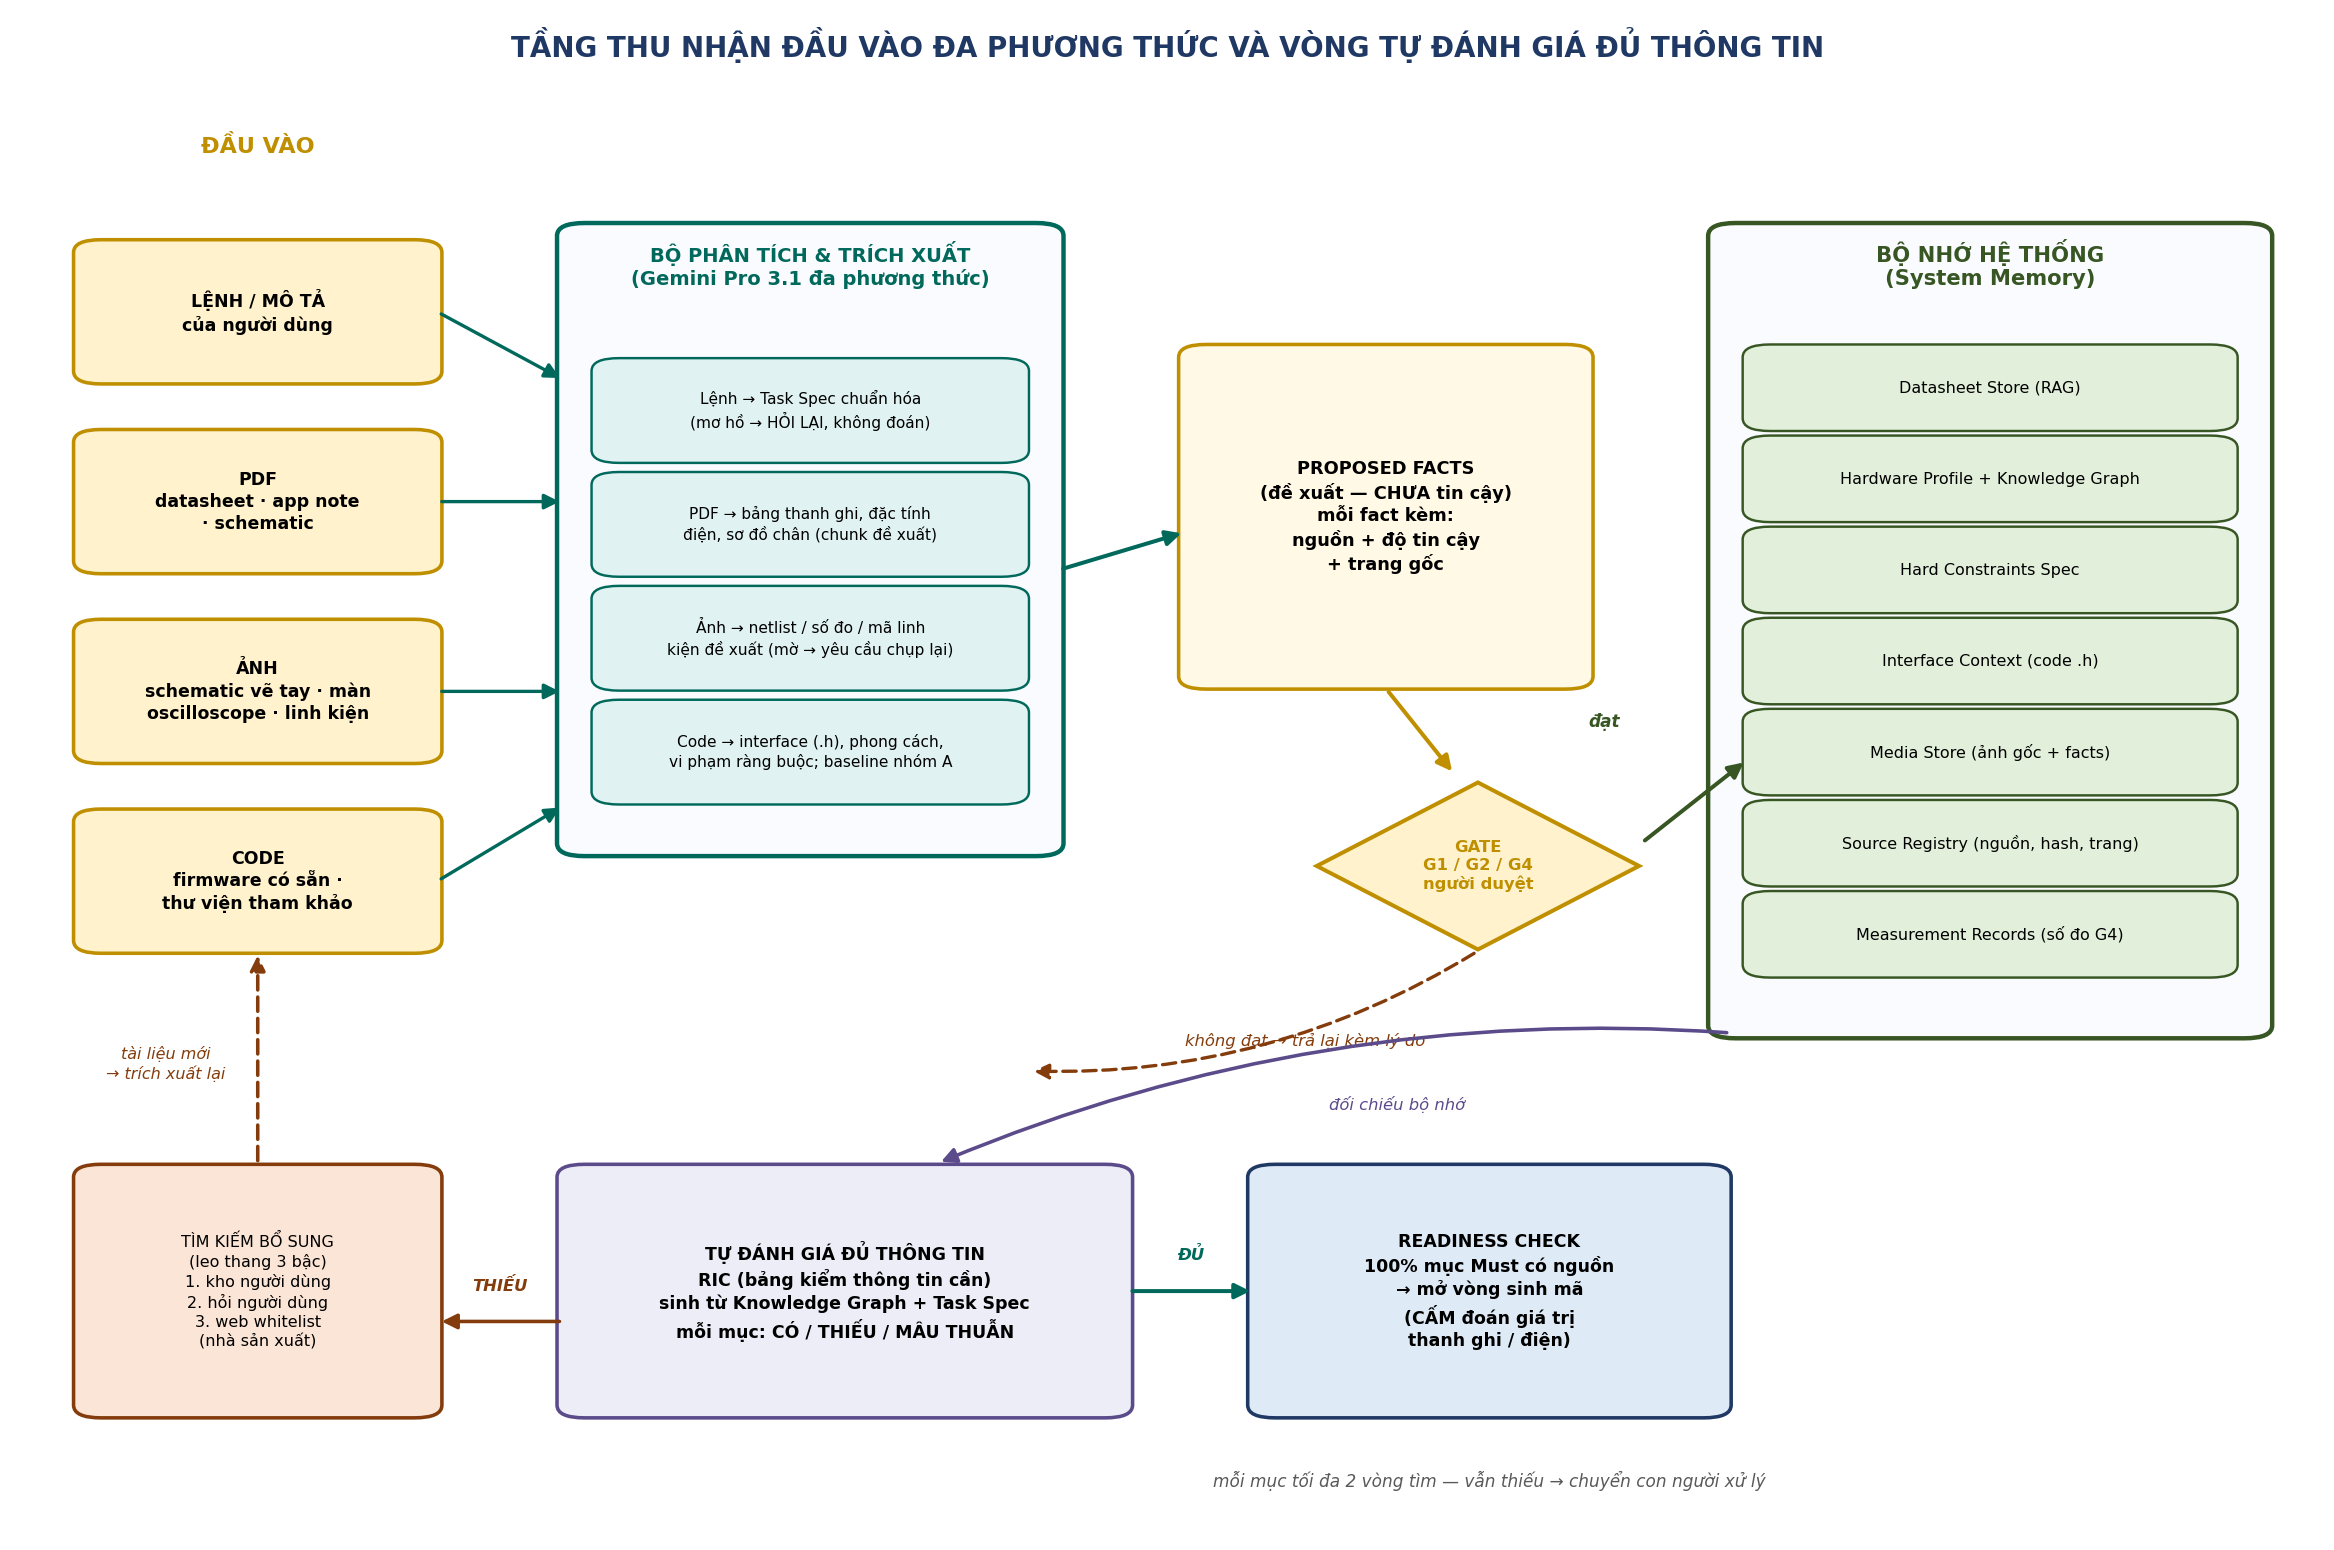 TẦNG THU NHẬN ĐẦU VÀO ĐA PHƯƠNG THỨC VÀ VÒNG TỰ ĐÁNH GIÁ ĐỦ THÔNG TIN
ĐẦU VÀO
LỆNH / MÔ TẢ
của người dùng
PDF
datasheet · app note
· schematic
ẢNH
schematic vẽ tay · màn
oscilloscope · linh kiện
CODE
firmware có sẵn ·
thư viện tham khảo
BỘ PHÂN TÍCH & TRÍCH XUẤT
(Gemini Pro 3.1 đa phương thức)
Lệnh → Task Spec chuẩn hóa
(mơ hồ → HỎI LẠI, không đoán)
PDF → bảng thanh ghi, đặc tính
điện, sơ đồ chân (chunk đề xuất)
Ảnh → netlist / số đo / mã linh
kiện đề xuất (mờ → yêu cầu chụp lại)
Code → interface (.h), phong cách,
vi phạm ràng buộc; baseline nhóm A
PROPOSED FACTS
(đề xuất — CHƯA tin cậy)
mỗi fact kèm:
nguồn + độ tin cậy
+ trang gốc
đạt
GATE
G1 / G2 / G4
người duyệt
BỘ NHỚ HỆ THỐNG
(System Memory)
Datasheet Store (RAG)
Hardware Profile + Knowledge Graph
Hard Constraints Spec
Interface Context (code .h)
Media Store (ảnh gốc + facts)
Source Registry (nguồn, hash, trang)
Measurement Records (số đo G4)
không đạt → trả lại kèm lý do
đối chiếu bộ nhớ
tài liệu mới
→ trích xuất lại
TÌM KIẾM BỔ SUNG
(leo thang 3 bậc)
1. kho người dùng
2. hỏi người dùng
3. web whitelist
(nhà sản xuất)
THIẾU
TỰ ĐÁNH GIÁ ĐỦ THÔNG TIN
RIC (bảng kiểm thông tin cần)
sinh từ Knowledge Graph + Task Spec
mỗi mục: CÓ / THIẾU / MÂU THUẪN
ĐỦ
READINESS CHECK
100% mục Must có nguồn
→ mở vòng sinh mã
(CẤM đoán giá trị
thanh ghi / điện)
mỗi mục tối đa 2 vòng tìm — vẫn thiếu → chuyển con người xử lý